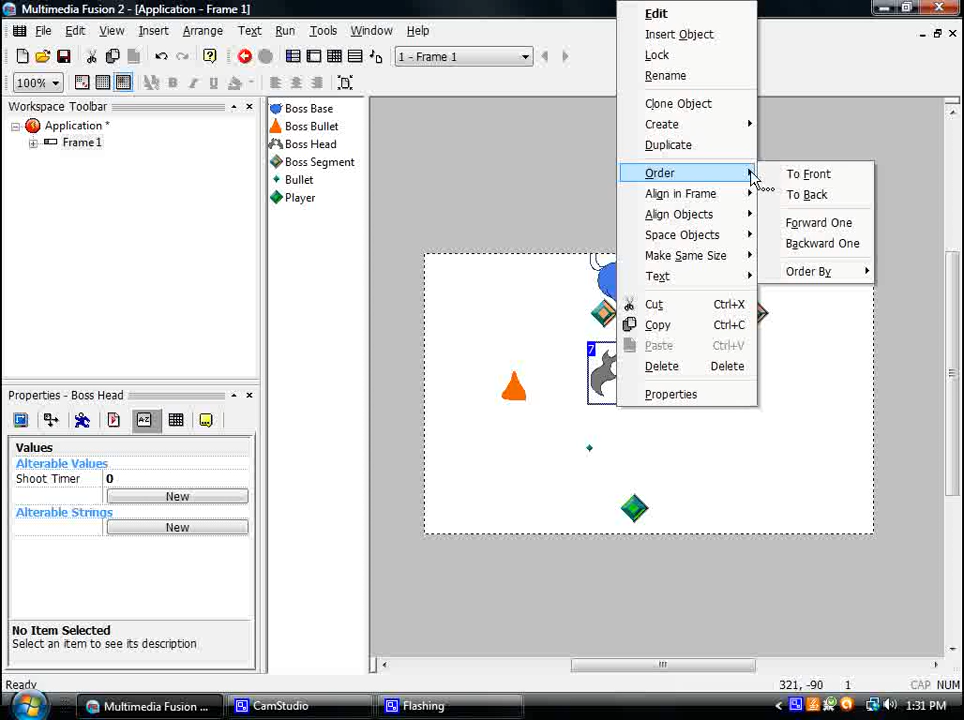 Multimedia Fusion 2 - [Application - Frame 1]
File Edit View Insert Arrange Text Run Tools Window Help
1 - Frame 1
100%
Workspace Toolbar
Application *
Frame 1
Boss Base
Boss Bullet
Boss Head
Boss Segment
Bullet
Player
Edit
Insert Object
Lock
Rename
Clone Object
Create
Duplicate
Order
Align in Frame
Align Objects
Space Objects
Make Same Size
Text
Cut Ctrl+X
Copy Ctrl+C
Paste Ctrl+V
Delete Delete
Properties
To Front
To Back
Forward One
Backward One
Order By
7
Properties - Boss Head
Values
Alterable Values
Shoot Timer 0
New
Alterable Strings
New
No Item Selected
Select an item to see its description
Ready
321, -90 1 CAP NUM
Multimedia Fusion ...
CamStudio
Flashing
1:31 PM